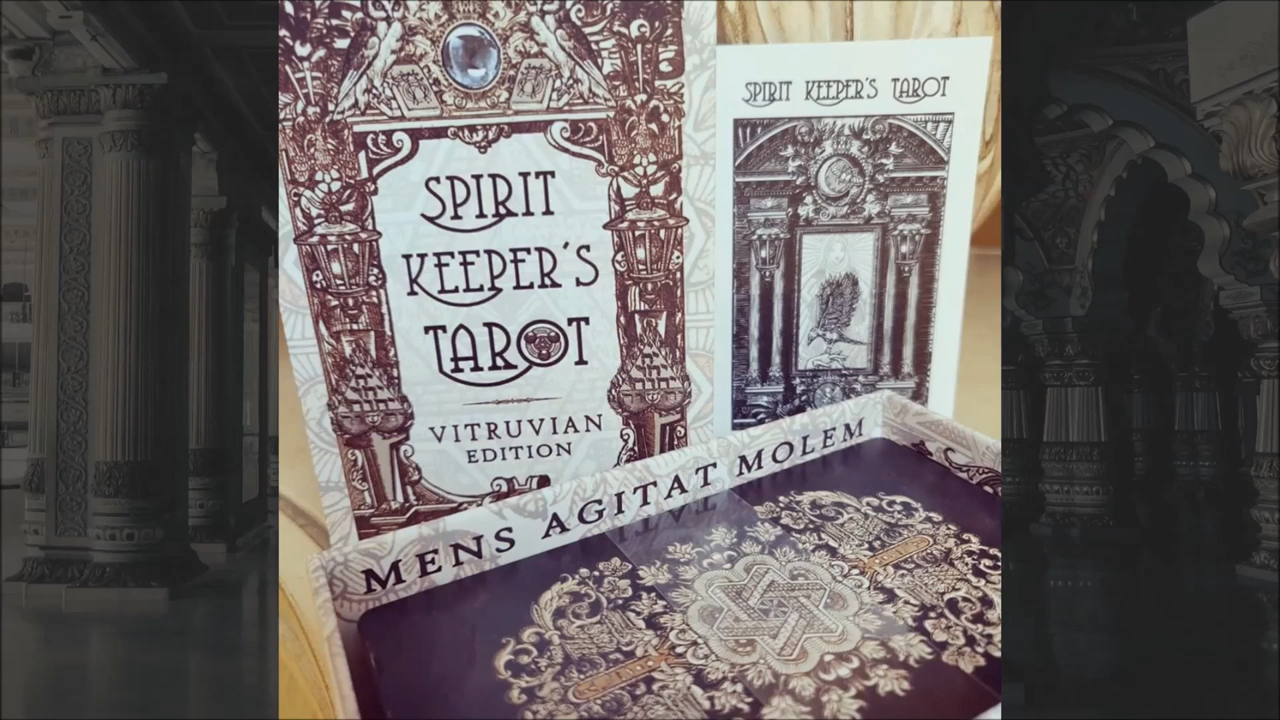 SPIRIT
KEEPER'S
TAROT
VITRUVIAN
EDITION
SPIRIT KEEPER'S TAROT
MENS AGITAT MOLEM